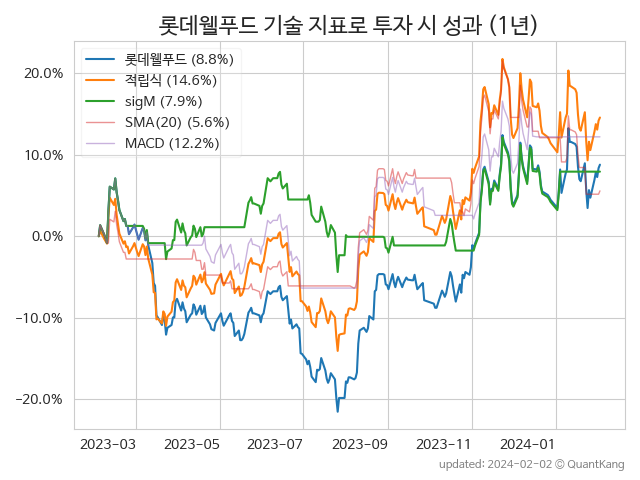 롯데웰푸드 기술 지표로 투자 시 성과 (1년)
롯데웰푸드 (8.8%)
적립식 (14.6%)
sigM (7.9%)
SMA(20) (5.6%)
MACD (12.2%)
20.0%
10.0%
0.0%
−10.0%
−20.0%
2023-03
2023-05
2023-07
2023-09
2023-11
2024-01
updated: 2024-02-02 © QuantKang